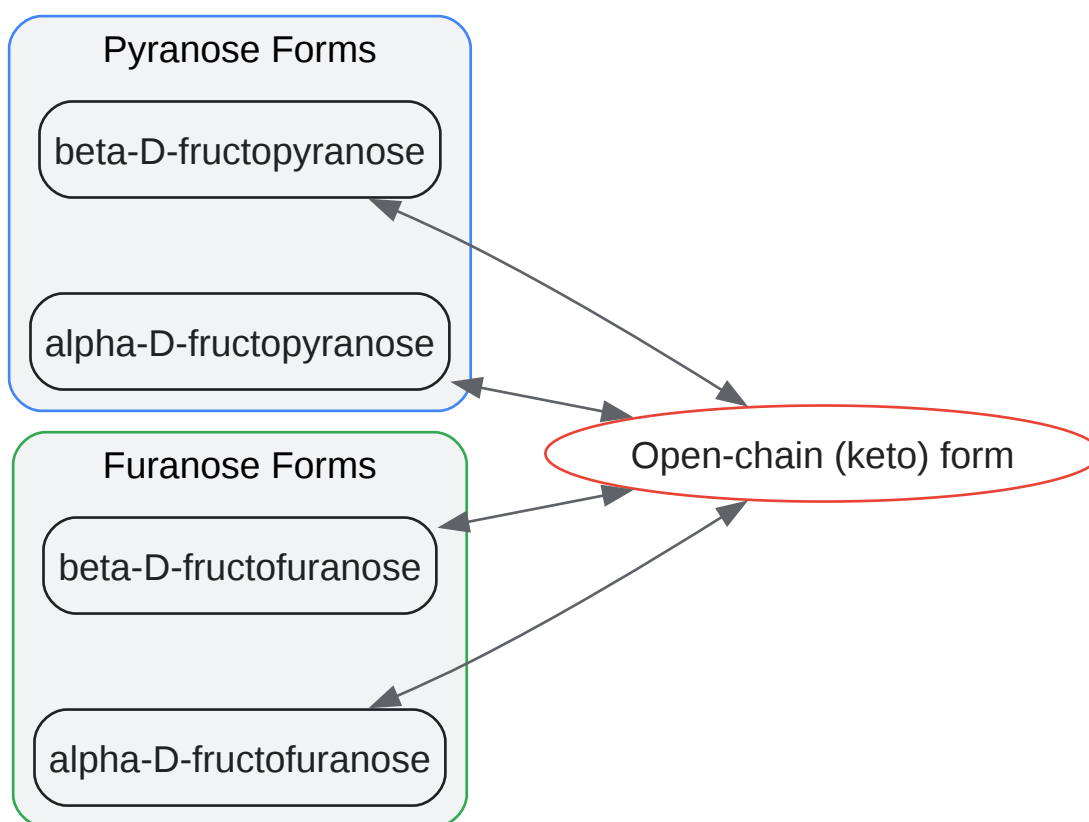 Pyranose Forms
beta-D-fructopyranose
alpha-D-fructopyranose
Open-chain (keto) form
Furanose Forms
beta-D-fructofuranose
alpha-D-fructofuranose